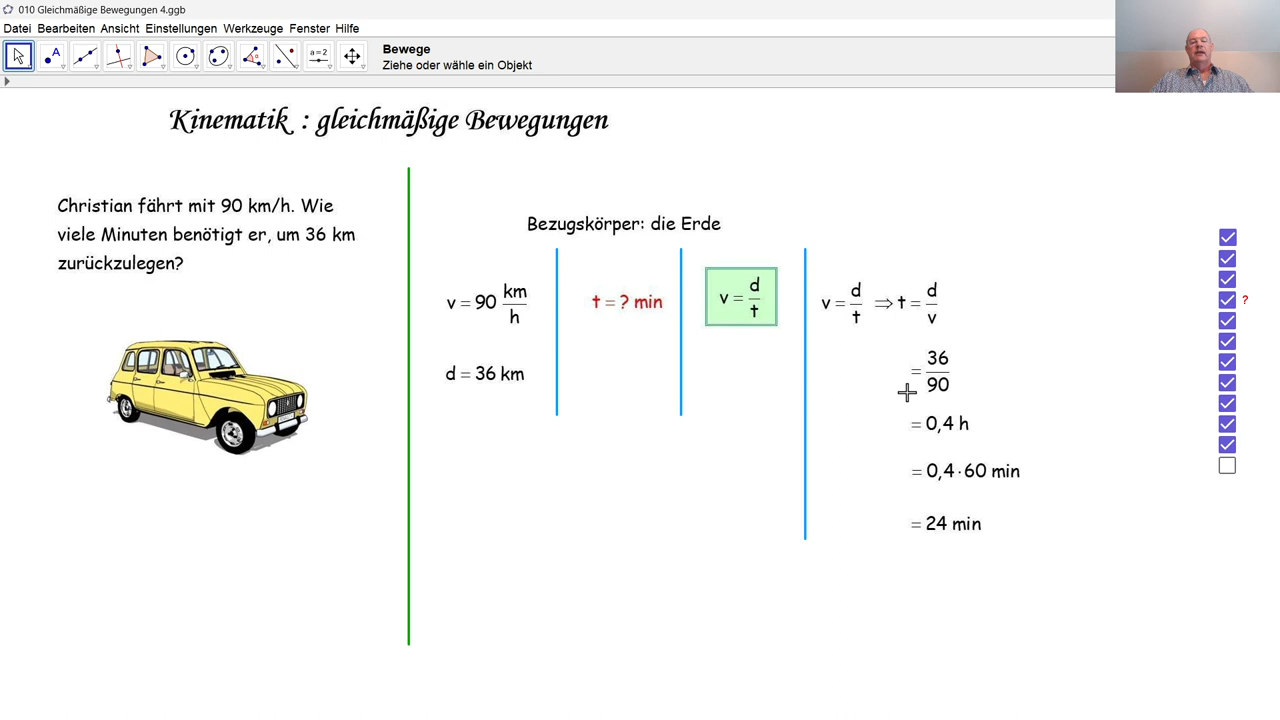 010 Gleichmäßige Bewegungen 4.ggb
Datei Bearbeiten Ansicht Einstellungen Werkzeuge Fenster Hilfe
A
a=2
Bewege
Ziehe oder wähle ein Objekt
Kinematik : gleichmäßige Bewegungen
Christian fährt mit 90 km/h. Wie
viele Minuten benötigt er, um 36 km
zurückzulegen?
Bezugskörper: die Erde
v = 90 km/h
d = 36 km
t = ? min
v = d/t
v = d/t ⇒ t = d/v
= 36/90
= 0,4 h
= 0,4 · 60 min
= 24 min
?